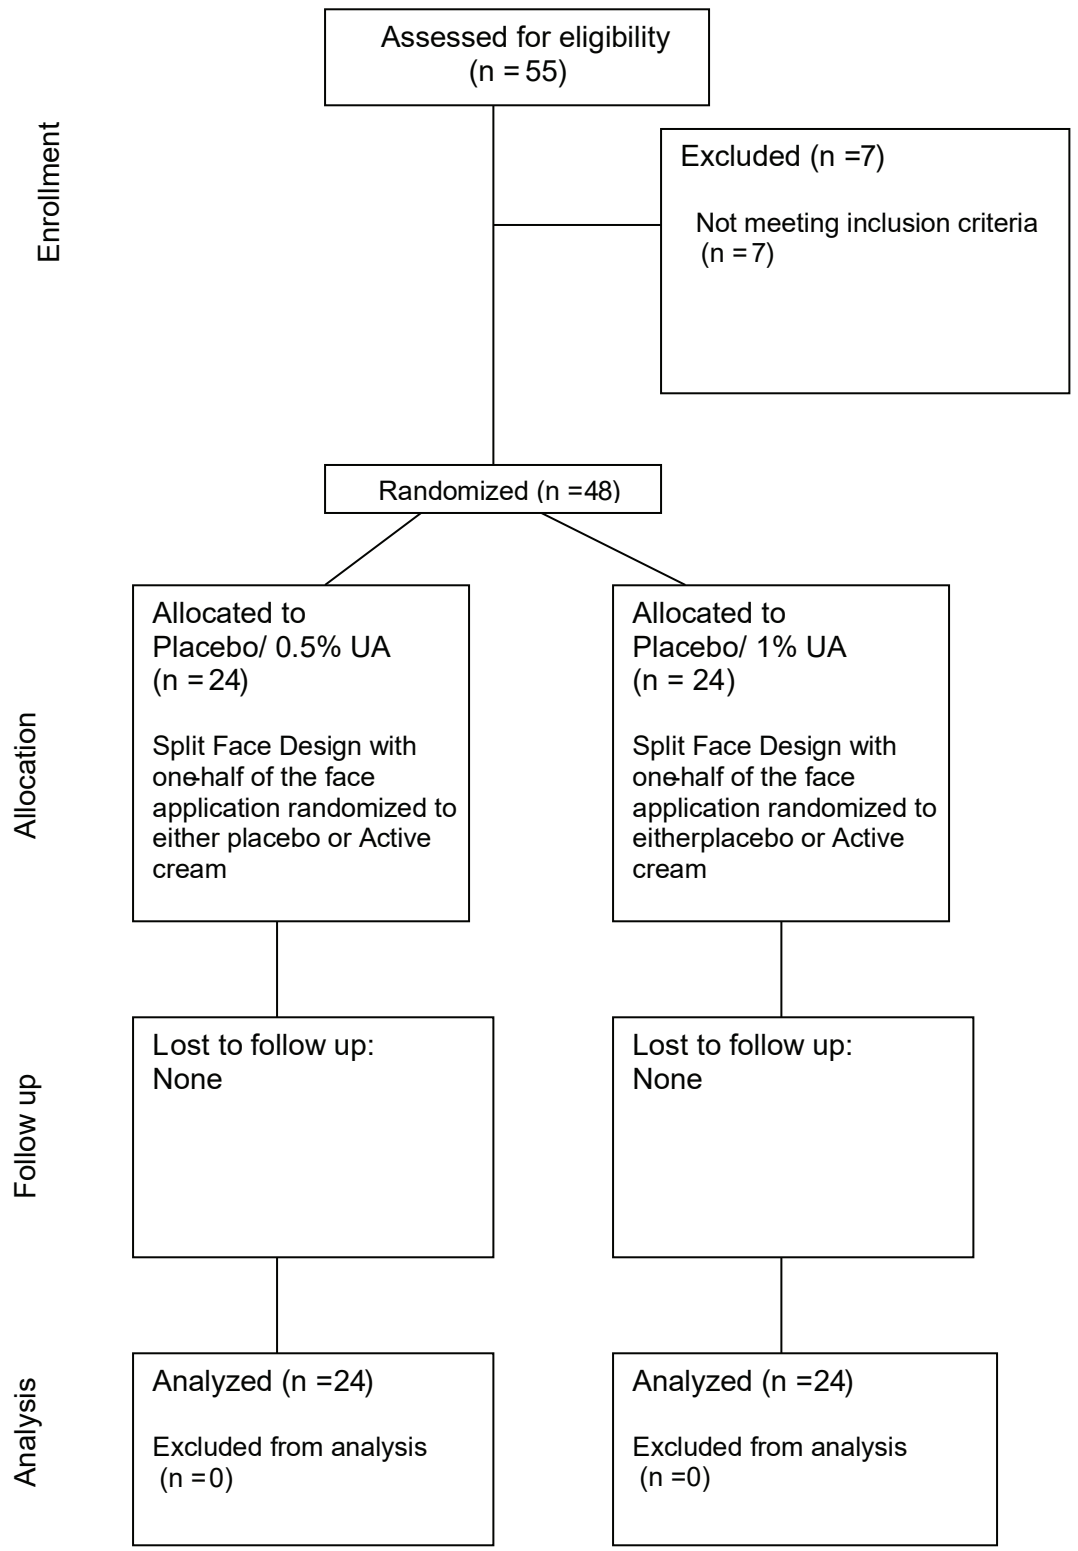 Assessed for eligibility
(n = 55)
Enrollment
Excluded (n =7)
Not meeting inclusion criteria
(n = 7)
Randomized (n =48)
Allocation
Allocated to
Placebo/ 0.5% UA
(n = 24)
Split Face Design with
one-half of the face
application randomized to
either placebo or Active
cream
Allocated to
Placebo/ 1% UA
(n = 24)
Split Face Design with
one-half of the face
application randomized to
eitherplacebo or Active
cream
Follow up
Lost to follow up:
None
Lost to follow up:
None
Analysis
Analyzed (n =24)
Excluded from analysis
(n =0)
Analyzed (n =24)
Excluded from analysis
(n =0)